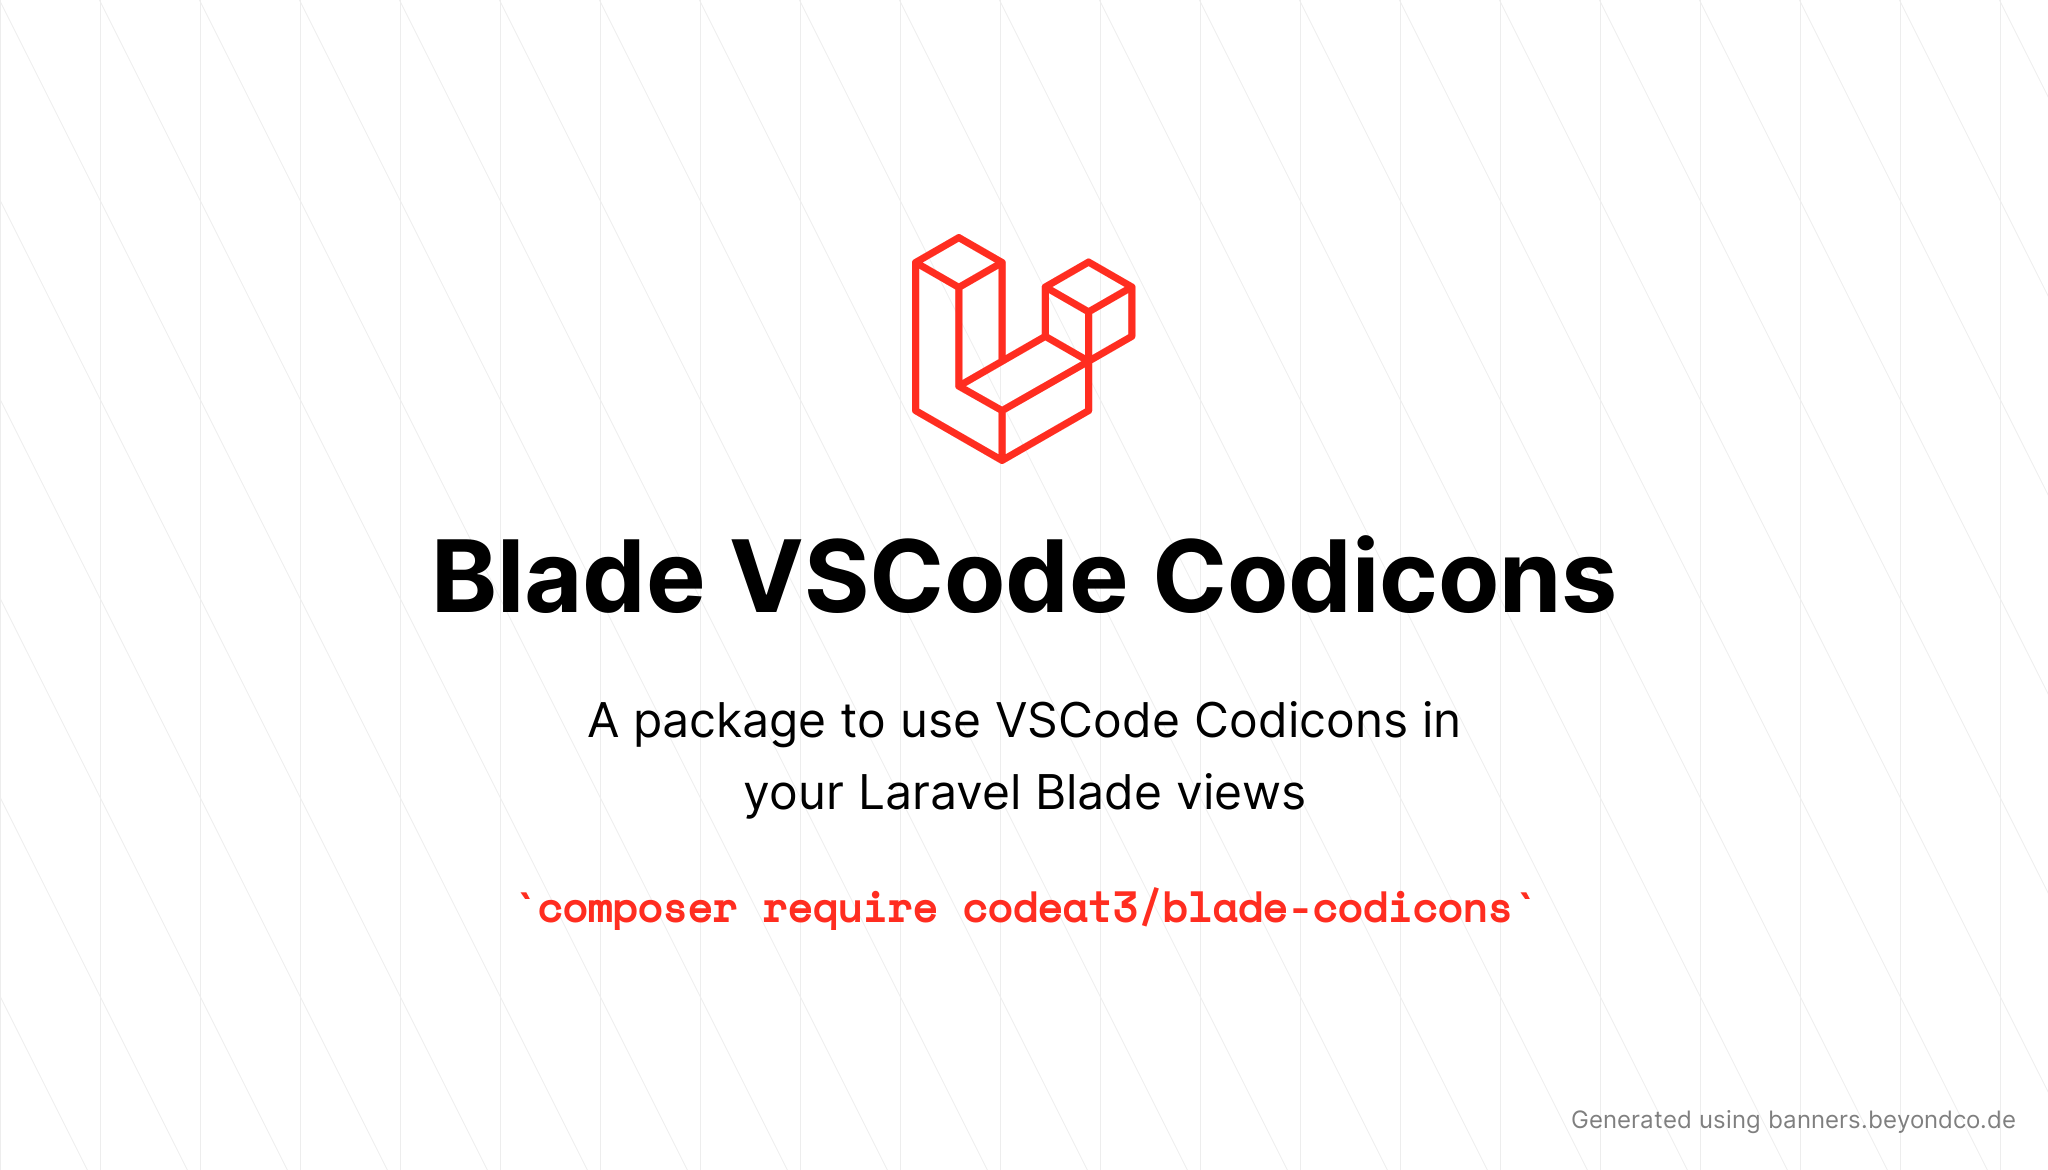 Blade VSCode Codicons
A package to use VSCode Codicons in
your Laravel Blade views
`composer require codeat3/blade-codicons`
Generated using banners.beyondco.de